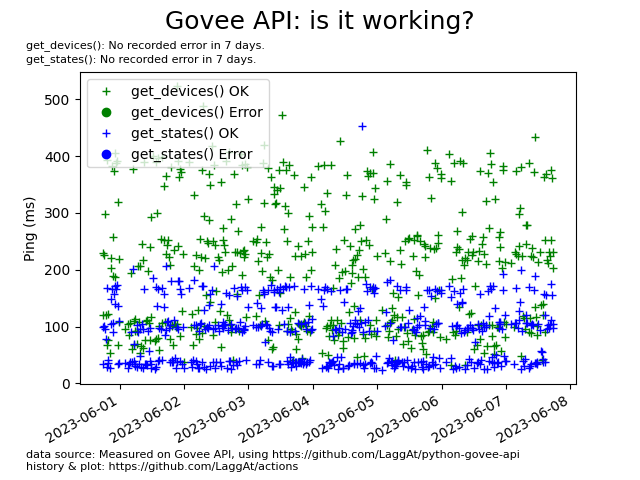 Govee API: is it working?
get_devices(): No recorded error in 7 days.
get_states(): No recorded error in 7 days.
get_devices() OK
get_devices() Error
get_states() OK
get_states() Error
Ping (ms)
500
400
300
200
100
0
2023-06-01
2023-06-02
2023-06-03
2023-06-04
2023-06-05
2023-06-06
2023-06-07
2023-06-08
data source: Measured on Govee API, using https://github.com/LaggAt/python-govee-api
history & plot: https://github.com/LaggAt/actions